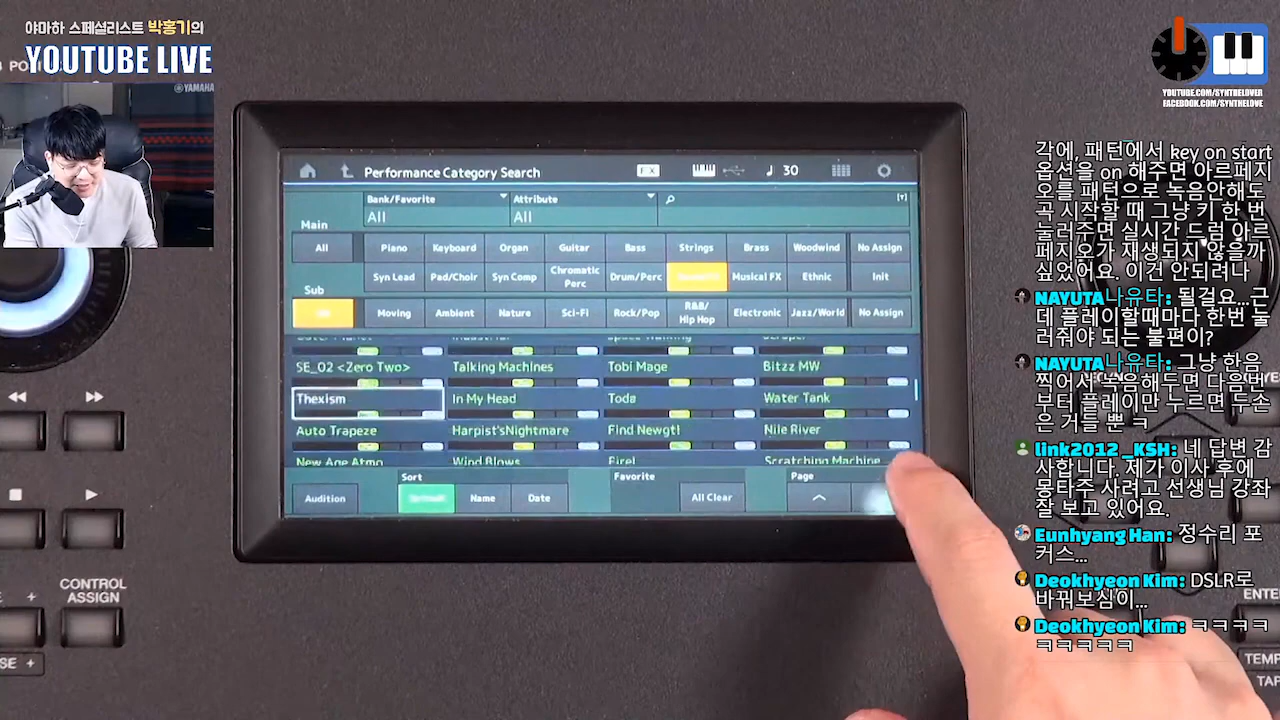 야마하 스페셜리스트 박홍기의
YOUTUBE LIVE
YAMAHA
YOUTUBE.COM/SYNTHELOVER
FACEBOOK.COM/SYNTHELOVE
Performance Category Search
FX
30
Bank/Favorite
All
Attribute
All
Main
All
Piano
Keyboard
Organ
Guitar
Bass
Strings
Brass
Woodwind
No Assign
Syn Lead
Pad/Choir
Syn Comp
Chromatic
Perc
Drum/Perc
Musical FX
Ethnic
Init
Sub
Moving
Ambient
Nature
Sci-Fi
Rock/Pop
R&B/
Hip Hop
Electronic
Jazz/World
No Assign
SE_02 <Zero Two>
Talking Machines
Tobi Mage
Bitzz MW
Thexism
In My Head
Toda
Water Tank
Auto Trapeze
Harpist'sNightmare
Find Newgt!
Nile River
New Age Atmo
Wind Blows
Scratching Machine
Sort
Favorite
Page
Audition
Default
Name
Date
All Clear
CONTROL
ASSIGN
ENTER
각에, 패턴에서 key on start
옵션을 on 해주면 아르페지
오를 패턴으로 녹음안해도
곡 시작할 때 그냥 키 한 번
눌러주면 실시간 드럼 아르
페지오가 재생되지 않을까
싶었어요. 이건 안되려나
NAYUTA나유타: 될걸요...근
데 플레이할때마다 한번 눌
러줘야 되는 불편이?
NAYUTA나유타: 그냥 한음
찍어서 녹음해두면 다음번
부터 플레이만 누르면 두손
은 거들 뿐 ㅋ
link2012_KSH: 네 답변 감
사합니다. 제가 이사 후에
몽타주 사려고 선생님 강좌
잘 보고 있어요.
Eunhyang Han: 정수리 포
커스...
Deokhyeon Kim: DSLR로
바꿔보심이...
Deokhyeon Kim: ㅋㅋㅋㅋ
ㅋㅋㅋㅋㅋ